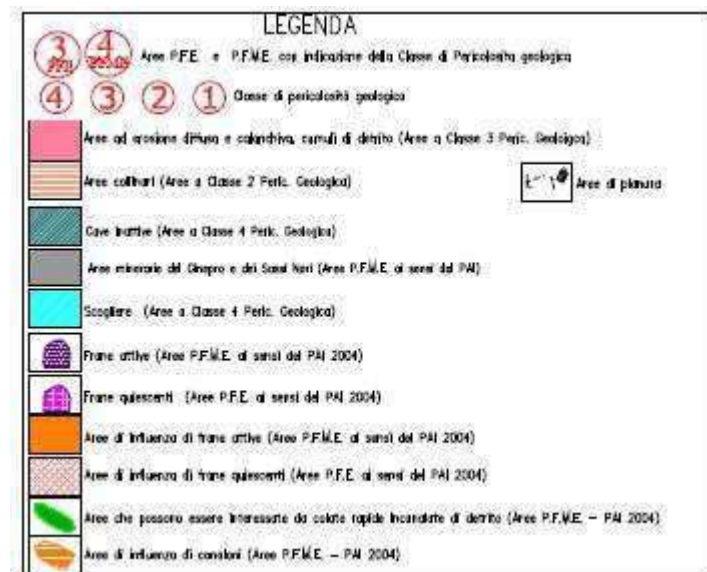 LEGENDA
3 4 Aree P.F.E. e P.F.M.E. con indicazione della Classe di Pericolosita geologica
4 3 2 1 Classe di pericolosità geologica
Aree ad erosione diffusa e calanchiva, cumuli di detrito (Aree a Classe 3 Peric. Geologica)
Aree collinari (Aree a Classe 2 Peric. Geologica)
Aree di pianura
Cave inattive (Aree a Classe 4 Peric. Geologica)
Aree minerarie del Ginepro e dei Sassi Neri (Aree P.F.M.E. ai sensi del PAI)
Scogliere (Aree a Classe 4 Peric. Geologica)
Frane attive (Aree P.F.M.E. ai sensi del PAI 2004)
Frane quiescenti (Aree P.F.E. ai sensi del PAI 2004)
Aree di influenza di frane attive (Aree P.F.M.E. ai sensi del PAI 2004)
Aree di influenza di frane quiescenti (Aree P.F.E. ai sensi del PAI 2004)
Aree che possono essere interessate da colate rapide incanalate di detrito (Aree P.F.M.E. – PAI 2004)
Aree di influenza di canaloni (Aree P.F.M.E. – PAI 2004)